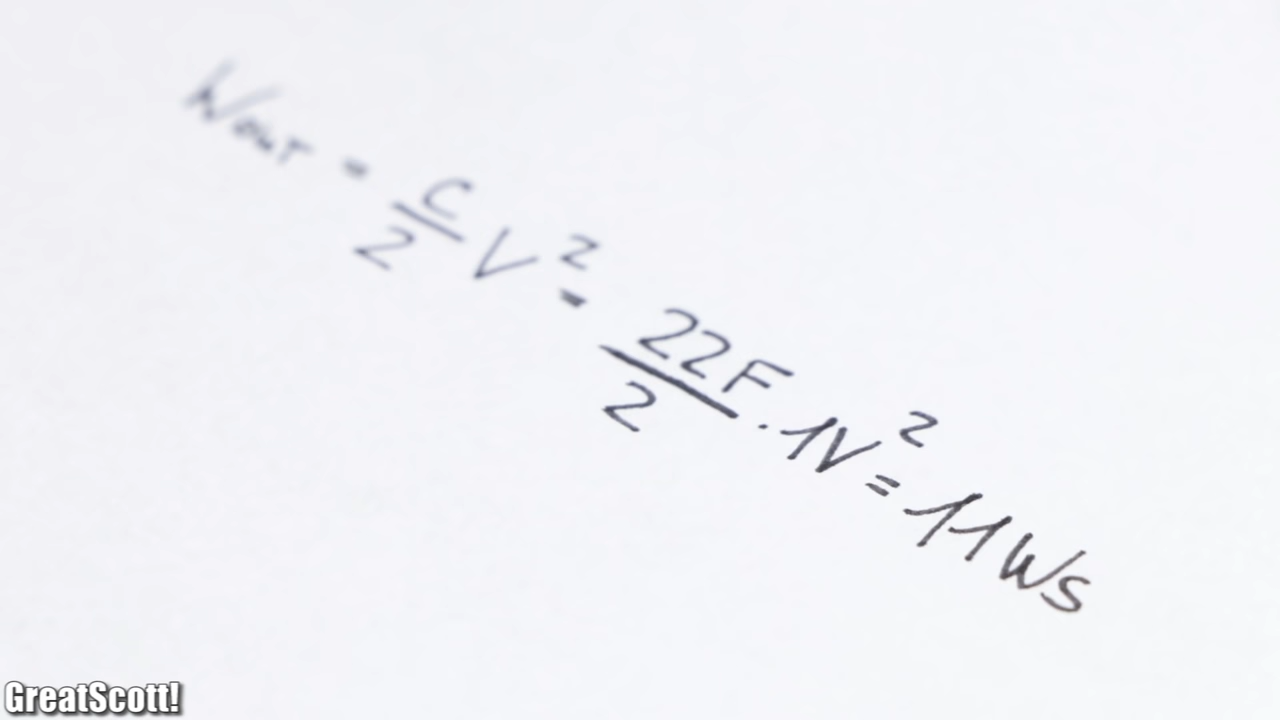 Wout = C/2 V² = 22F/2 · 1V² = 11Ws
GreatScott!